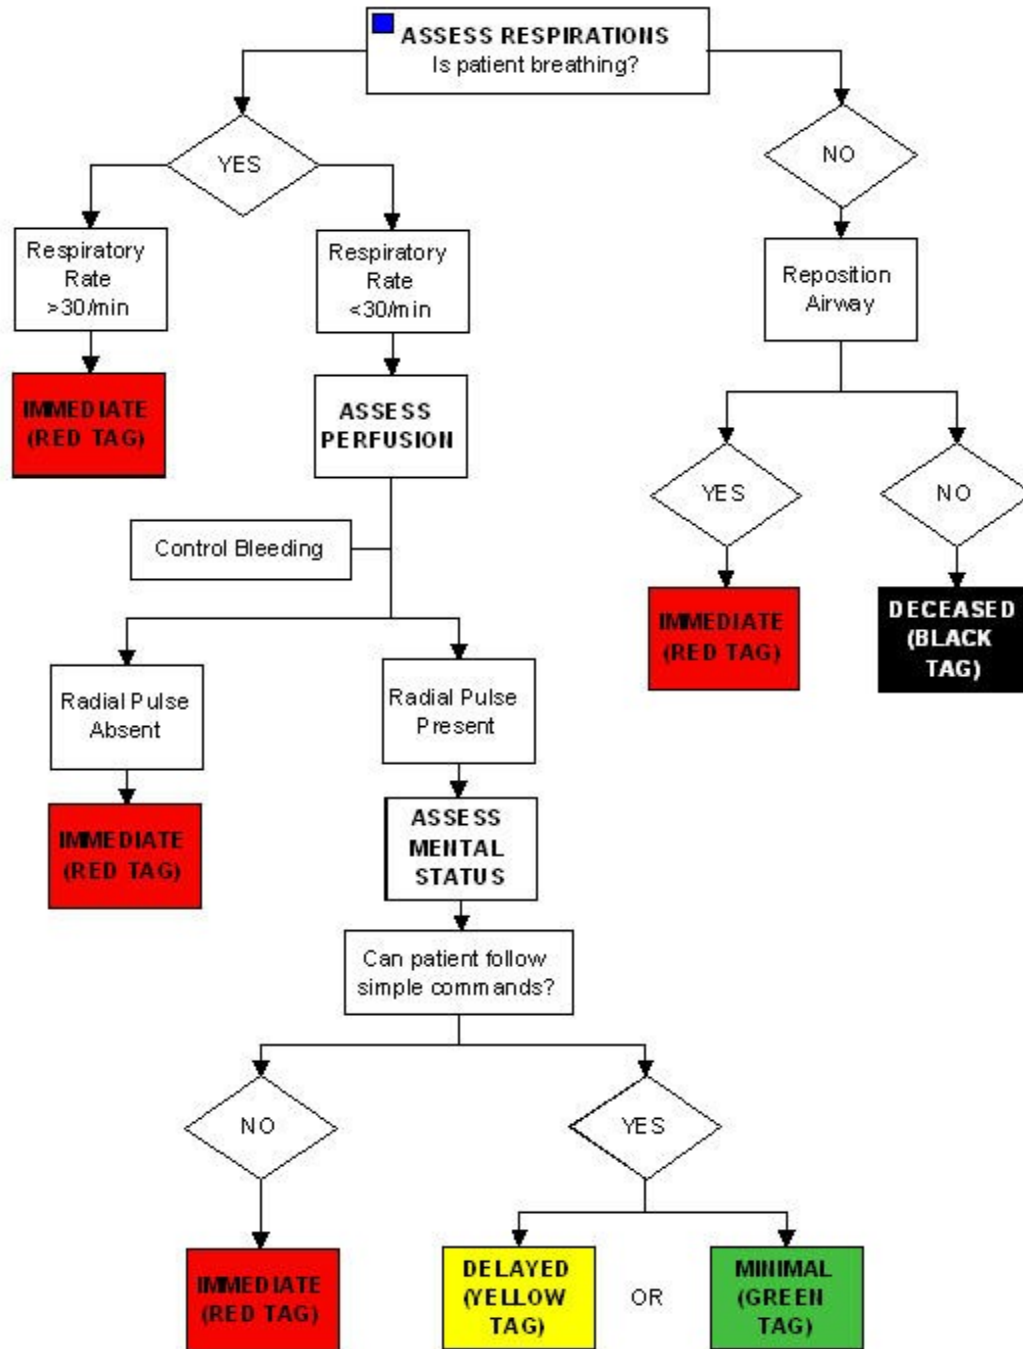 ASSESS RESPIRATIONS
Is patient breathing?
YES
NO
Respiratory
Rate
>30/min
Respiratory
Rate
<30/min
Reposition
Airway
IMMEDIATE
(RED TAG)
ASSESS
PERFUSION
YES
NO
Control Bleeding
IMMEDIATE
(RED TAG)
DECEASED
(BLACK
TAG)
Radial Pulse
Absent
Radial Pulse
Present
IMMEDIATE
(RED TAG)
ASSESS
MENTAL
STATUS
Can patient follow
simple commands?
NO
YES
IMMEDIATE
(RED TAG)
DELAYED
(YELLOW
TAG)
OR
MINIMAL
(GREEN
TAG)